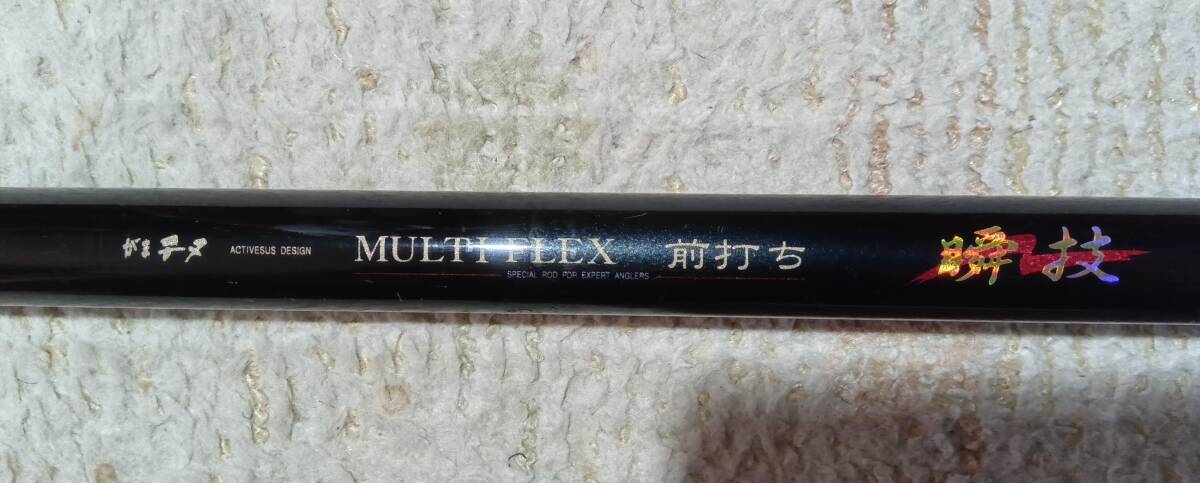 がま チヌ ACTIVESUS DESIGN MULTI FLEX 前打ち 瞬技
SPECIAL ROD FOR EXPERT ANGLERS